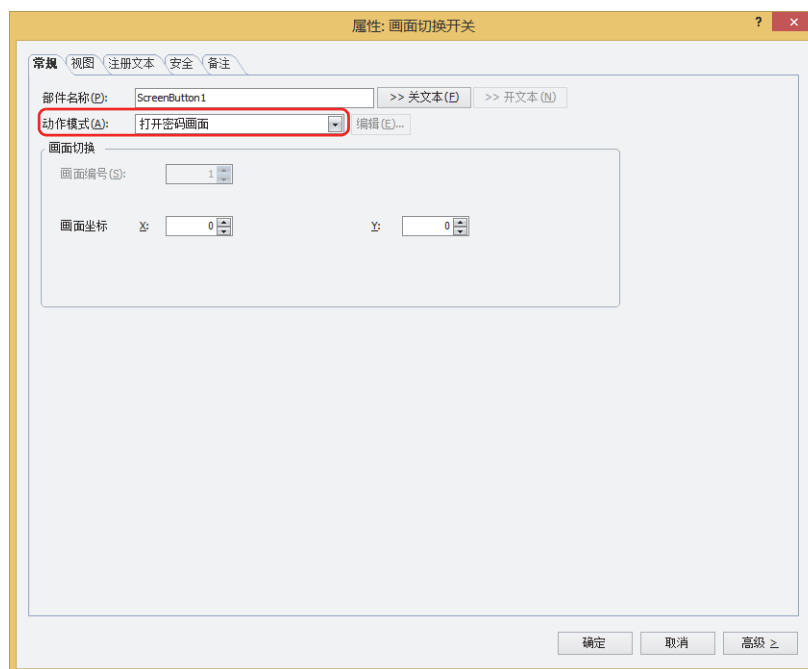 属性: 画面切换开关 ? ×
常规 视图 注册文本 安全 备注
部件名称(P): ScreenButton1 >> 关文本(F) >> 开文本(N)
动作模式(A): 打开密码画面 编辑(E)...
画面切换
画面编号(S): 1
画面坐标 X: 0 Y: 0
确定 取消 高级 ≥